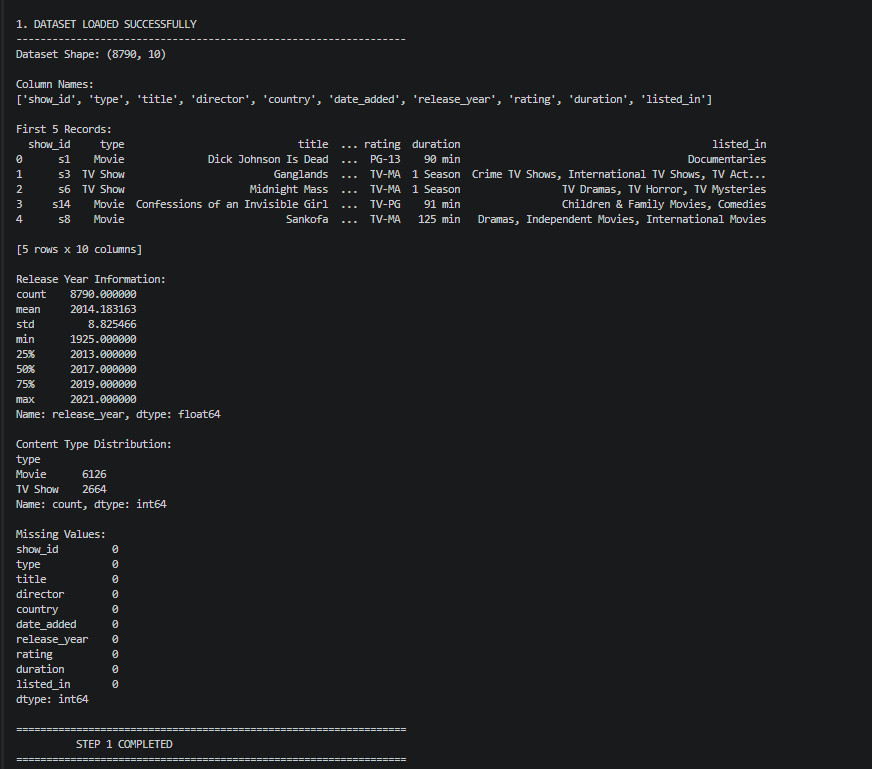 1. DATASET LOADED SUCCESSFULLY
-----------------------------------------------------------------
Dataset Shape: (8790, 10)
Column Names:
['show_id', 'type', 'title', 'director', 'country', 'date_added', 'release_year', 'rating', 'duration', 'listed_in']
First 5 Records:
  show_id     type                             title  ... rating  duration                                          listed_in
0      s1    Movie              Dick Johnson Is Dead  ...  PG-13    90 min                                      Documentaries
1      s3  TV Show                         Ganglands  ...  TV-MA  1 Season  Crime TV Shows, International TV Shows, TV Act...
2      s6  TV Show                     Midnight Mass  ...  TV-MA  1 Season                 TV Dramas, TV Horror, TV Mysteries
3     s14    Movie  Confessions of an Invisible Girl  ...  TV-PG    91 min                 Children & Family Movies, Comedies
4      s8    Movie                           Sankofa  ...  TV-MA   125 min   Dramas, Independent Movies, International Movies
[5 rows x 10 columns]
Release Year Information:
count    8790.000000
mean     2014.183163
std         8.825466
min      1925.000000
25%      2013.000000
50%      2017.000000
75%      2019.000000
max      2021.000000
Name: release_year, dtype: float64
Content Type Distribution:
type
Movie      6126
TV Show    2664
Name: count, dtype: int64
Missing Values:
show_id         0
type            0
title           0
director        0
country         0
date_added      0
release_year    0
rating          0
duration        0
listed_in       0
dtype: int64
=================================================================
          STEP 1 COMPLETED
=================================================================